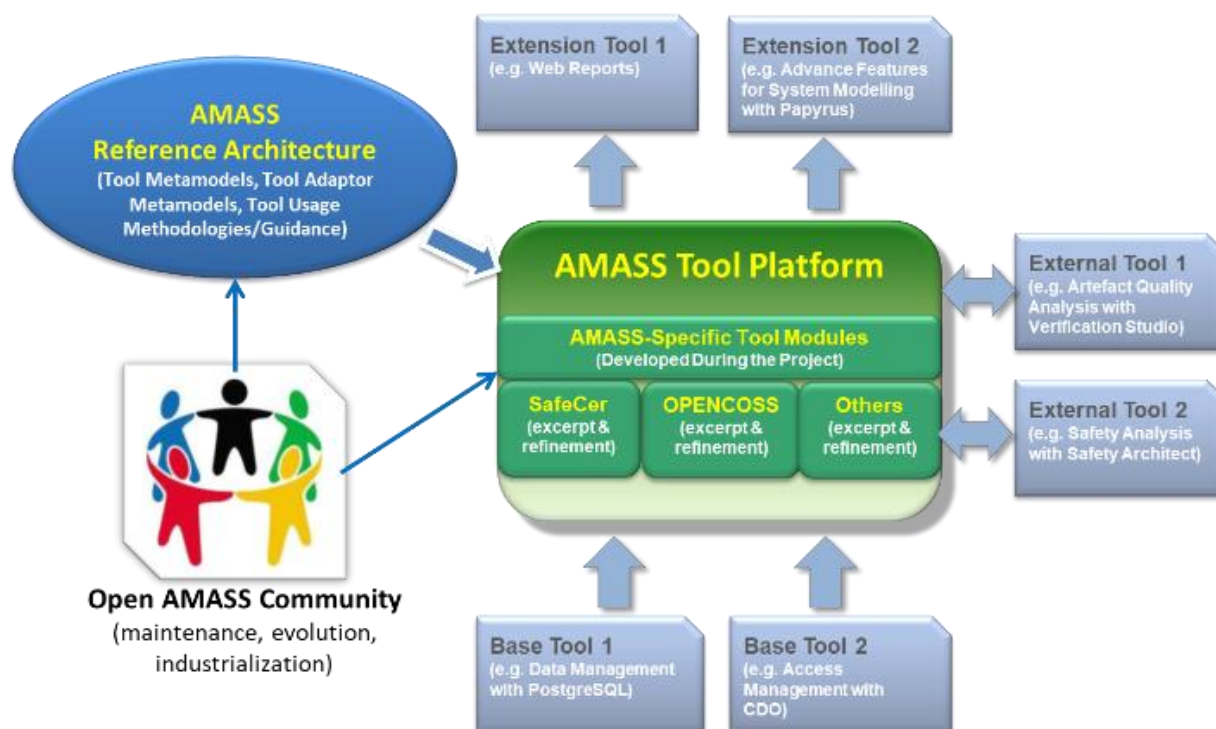 Extension Tool 1
(e.g. Web Reports)
Extension Tool 2
(e.g. Advance Features
for System Modelling
with Papyrus)
AMASS
Reference Architecture
(Tool Metamodels, Tool Adaptor
Metamodels, Tool Usage
Methodologies/Guidance)
AMASS Tool Platform
AMASS-Specific Tool Modules
(Developed During the Project)
SafeCer
(excerpt &
refinement)
OPENCOSS
(excerpt &
refinement)
Others
(excerpt &
refinement)
External Tool 1
(e.g. Artefact Quality
Analysis with
Verification Studio)
External Tool 2
(e.g. Safety Analysis
with Safety Architect)
Open AMASS Community
(maintenance, evolution,
industrialization)
Base Tool 1
(e.g. Data Management
with PostgreSQL)
Base Tool 2
(e.g. Access
Management with
CDO)